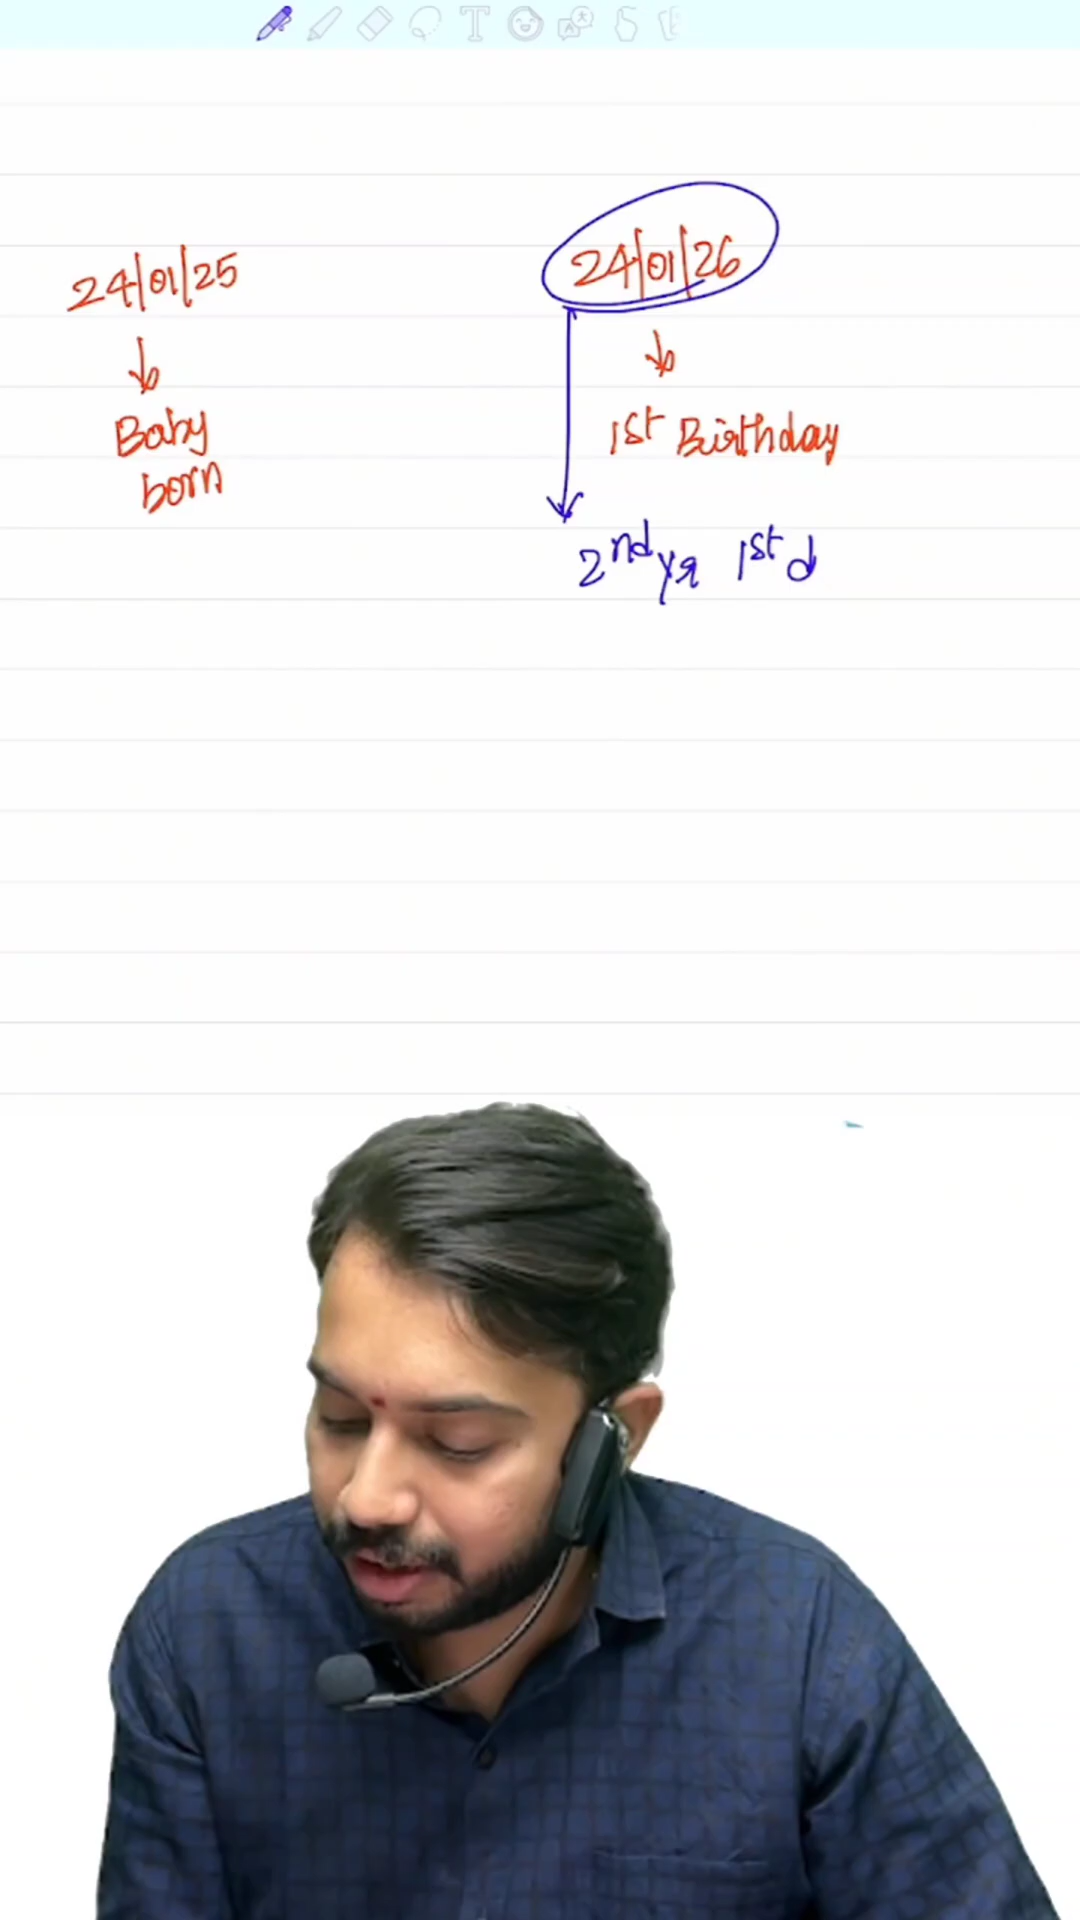 24/01/25
24/01/26
Baby
born
1st Birthday
2nd yr 1st d